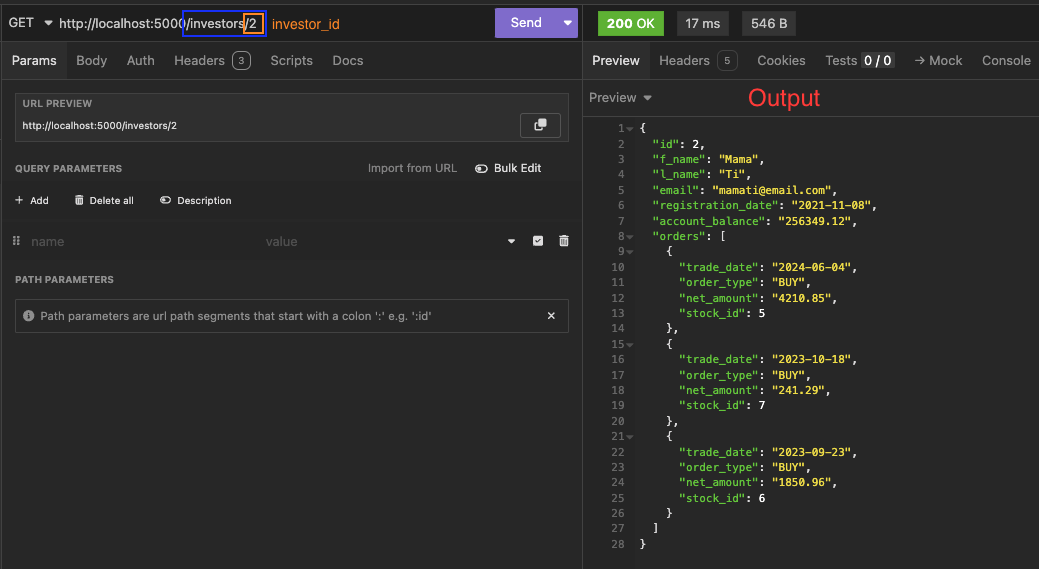 GET http://localhost:5000/investors/2 investor_id Send
Params Body Auth Headers 3 Scripts Docs
URL PREVIEW
http://localhost:5000/investors/2
QUERY PARAMETERS Import from URL Bulk Edit
+ Add Delete all Description
name value
PATH PARAMETERS
Path parameters are url path segments that start with a colon ':' e.g. ':id'
200 OK 17 ms 546 B
Preview Headers 5 Cookies Tests 0 / 0 → Mock Console
Preview Output
1 {
2 "id": 2,
3 "f_name": "Mama",
4 "l_name": "Ti",
5 "email": "mamati@email.com",
6 "registration_date": "2021-11-08",
7 "account_balance": "256349.12",
8 "orders": [
9 {
10 "trade_date": "2024-06-04",
11 "order_type": "BUY",
12 "net_amount": "4210.85",
13 "stock_id": 5
14 },
15 {
16 "trade_date": "2023-10-18",
17 "order_type": "BUY",
18 "net_amount": "241.29",
19 "stock_id": 7
20 },
21 {
22 "trade_date": "2023-09-23",
23 "order_type": "BUY",
24 "net_amount": "1850.96",
25 "stock_id": 6
26 }
27 ]
28 }